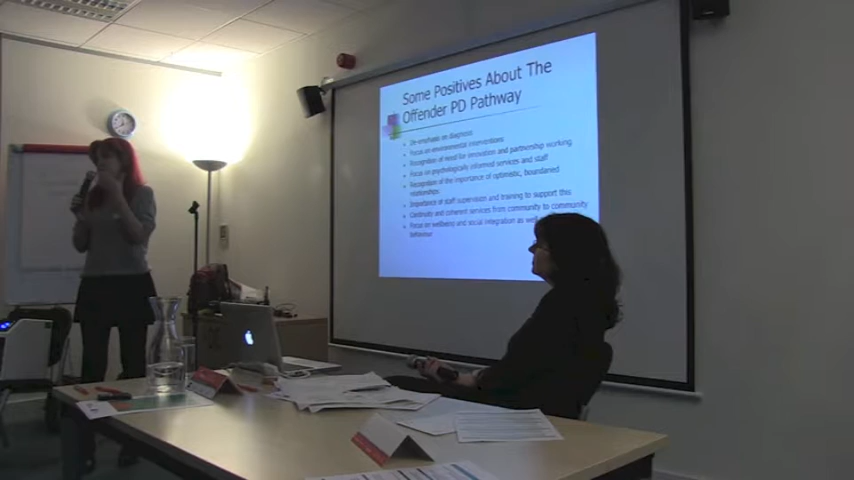 Some Positives About The
Offender PD Pathway
De-emphasis on diagnosis
Focus on environmental interventions
Recognition of need for innovation and partnership working
Focus on psychologically informed services and staff
Recognition of the importance of optimistic, boundaried
relationships
Importance of staff supervision and training to support this
Continuity and coherent services from community to community
Focus on wellbeing and social integration as well
behaviour